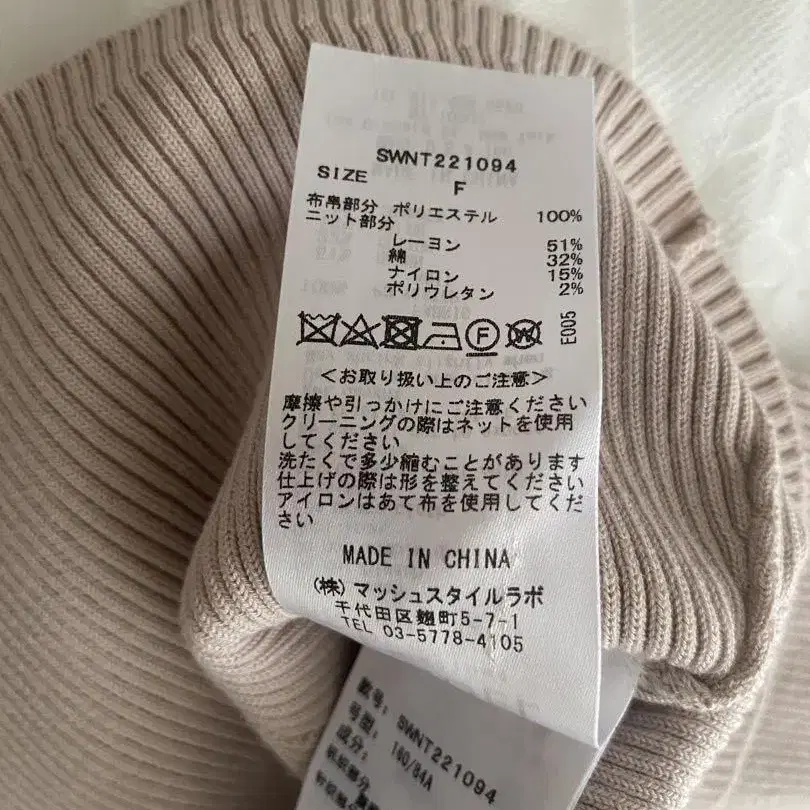 SWNT221094
SIZE F
布帛部分 ポリエステル 100%
ニット部分
レーヨン 51%
綿 32%
ナイロン 15%
ポリウレタン 2%
F W
E005
<お取り扱い上のご注意>
摩擦や引っかけにご注意ください
クリーニングの際はネットを使用
してください
洗たくで多少縮むことがあります
仕上げの際は形を整えてください
アイロンはあて布を使用してくだ
さい
MADE IN CHINA
(株) マッシュスタイルラボ
千代田区麹町5-7-1
TEL 03-5778-4105
款号: SWNT221094
号型: 160/84A
成分: